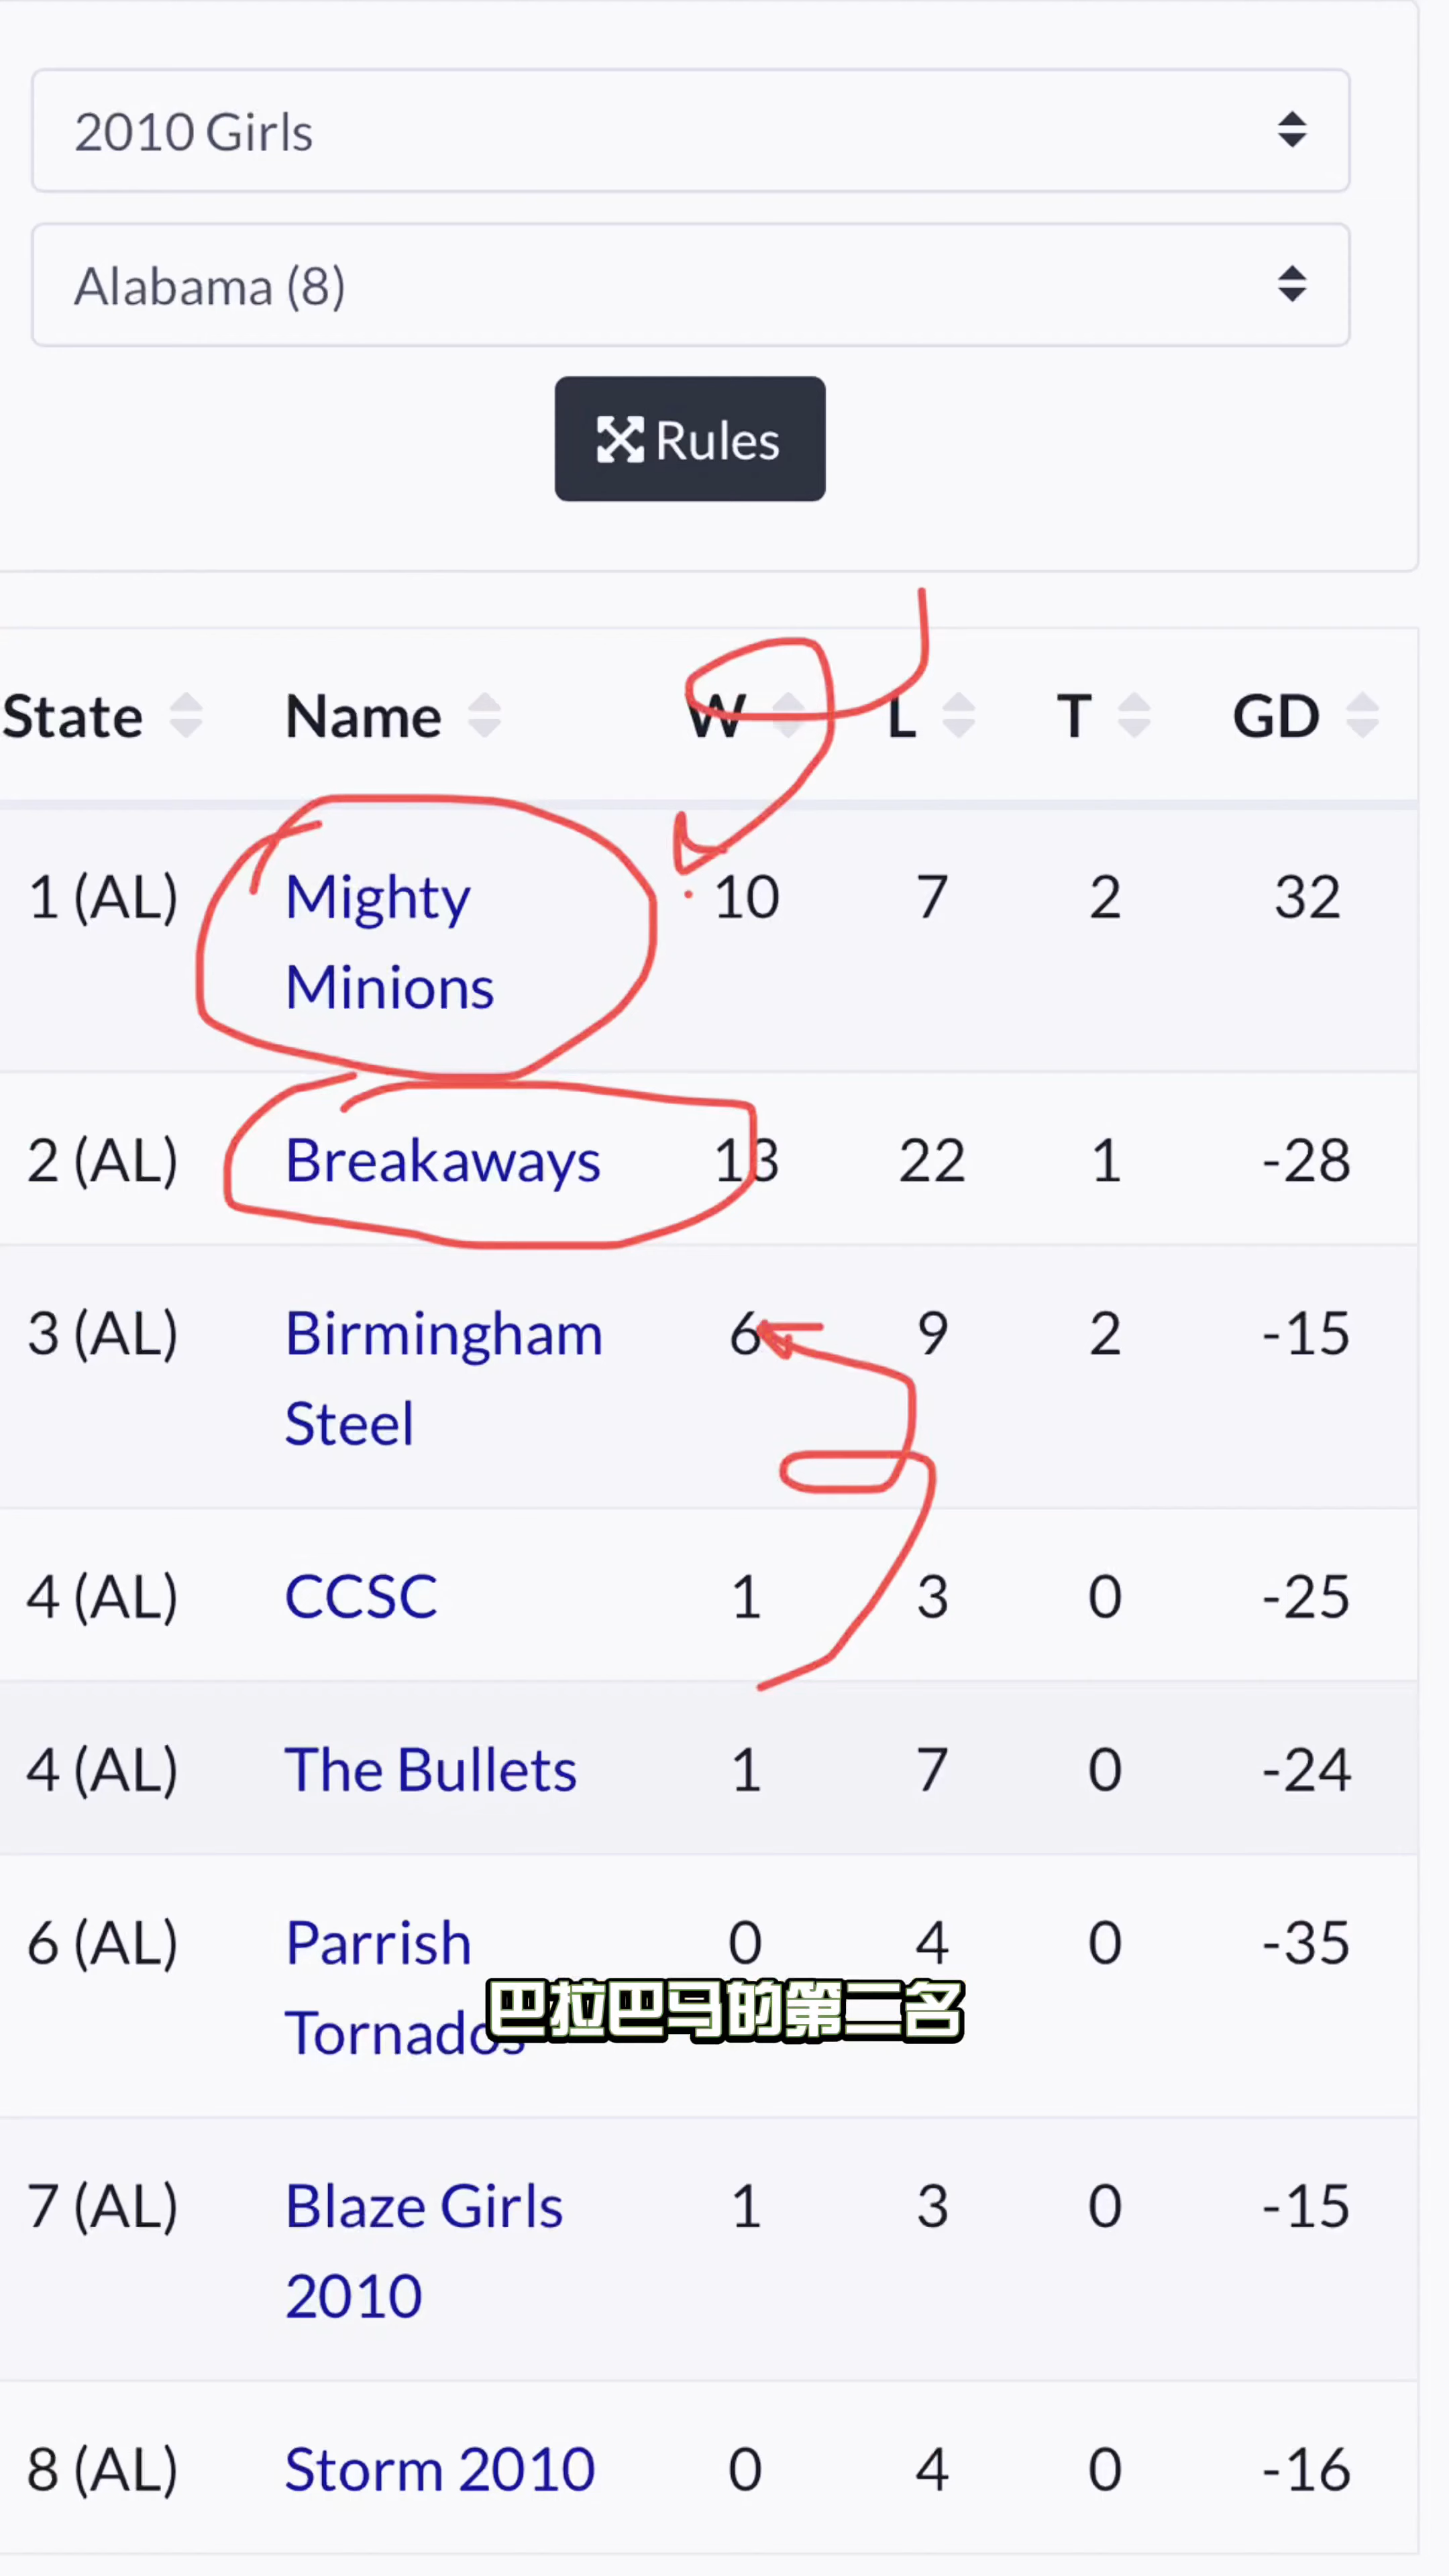 2010 Girls
Alabama (8)
Rules
State Name W L T GD
1 (AL) Mighty Minions 10 7 2 32
2 (AL) Breakaways 13 22 1 -28
3 (AL) Birmingham Steel 6 9 2 -15
4 (AL) CCSC 1 3 0 -25
4 (AL) The Bullets 1 7 0 -24
6 (AL) Parrish Tornados 0 4 0 -35
巴拉巴马的第二名
7 (AL) Blaze Girls 2010 1 3 0 -15
8 (AL) Storm 2010 0 4 0 -16